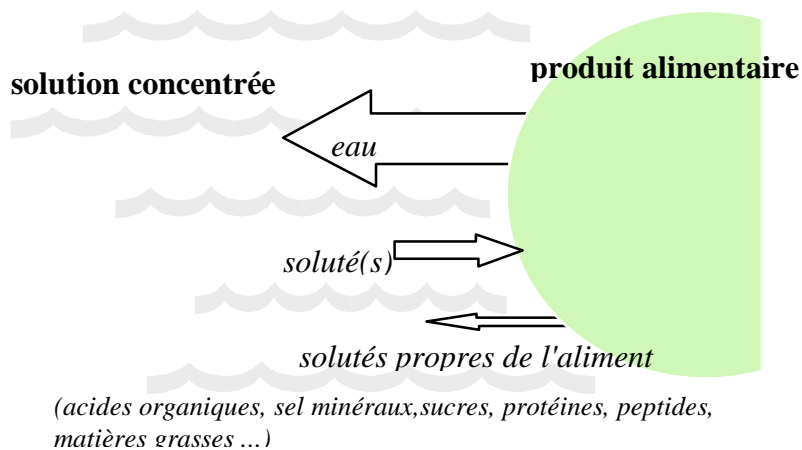 produit alimentaire
solution concentrée
eau
soluté(s)
solutés propres de l'aliment
(acides organiques, sel minéraux,sucres, protéines, peptides,
matières grasses ...)